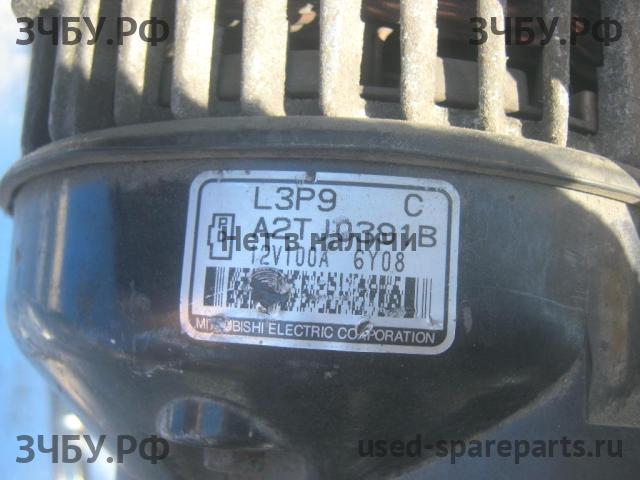 ЗЧБУ.РФ ЗЧБУ.РФ
L3P9 C
A2TJ0391B
Нет в наличии
12V100A 6Y08
MITSUBISHI ELECTRIC CORPORATION
ЗЧБУ.РФ used-spareparts.ru